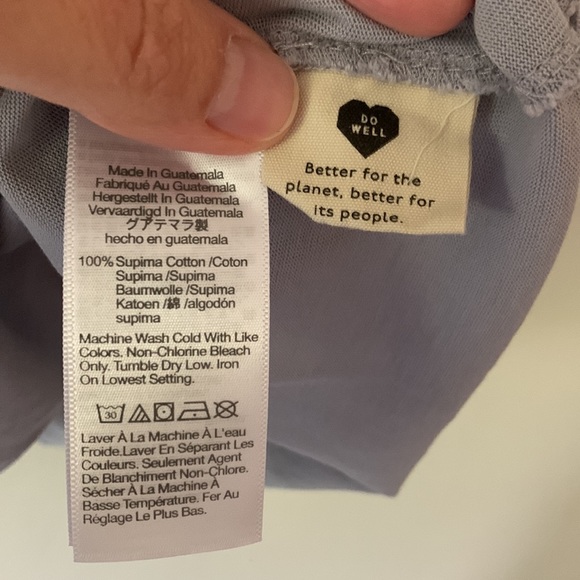 Made In Guatemala
Fabriqué Au Guatemala
Hergestellt In Guatemala
Vervaardigd In Guatemala
グアテマラ製
hecho en guatemala
100% Supima Cotton /Coton
Supima /Supima
Baumwolle /Supima
Katoen /綿 /algodón
supima
Machine Wash Cold With Like
Colors. Non-Chlorine Bleach
Only. Tumble Dry Low. Iron
On Lowest Setting.
30
Laver À La Machine À L'eau
Froide.Laver En Séparant Les
Couleurs. Seulement Agent
De Blanchiment Non-Chlore.
Sécher À La Machine À
Basse Température. Fer Au
Réglage Le Plus Bas.
DO
WELL
Better for the
planet, better for
its people.